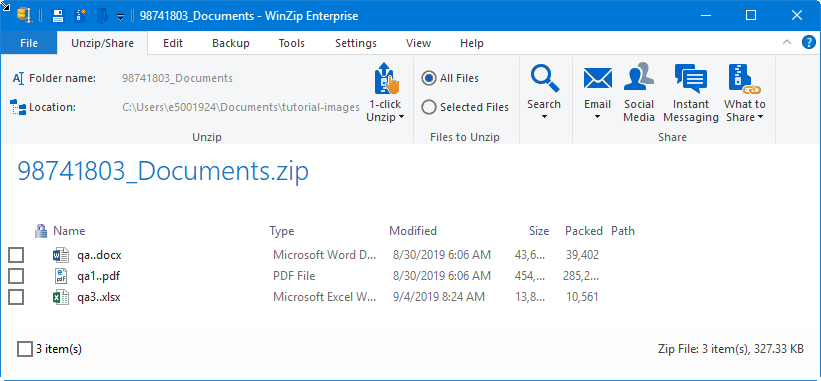 98741803_Documents - WinZip Enterprise
File Unzip/Share Edit Backup Tools Settings View Help
Folder name: 98741803_Documents
Location: C:\Users\e5001924\Documents\tutorial-images
1-click
Unzip
Unzip
All Files
Selected Files
Files to Unzip
Search
Email
Social
Media
Instant
Messaging
What to
Share
Share
98741803_Documents.zip
Name Type Modified Size Packed Path
qa..docx Microsoft Word D... 8/30/2019 6:06 AM 43,6... 39,402
qa1..pdf PDF File 8/30/2019 6:06 AM 454,... 285,2...
qa3..xlsx Microsoft Excel W... 9/4/2019 8:24 AM 13,8... 10,561
3 item(s) Zip File: 3 item(s), 327.33 KB